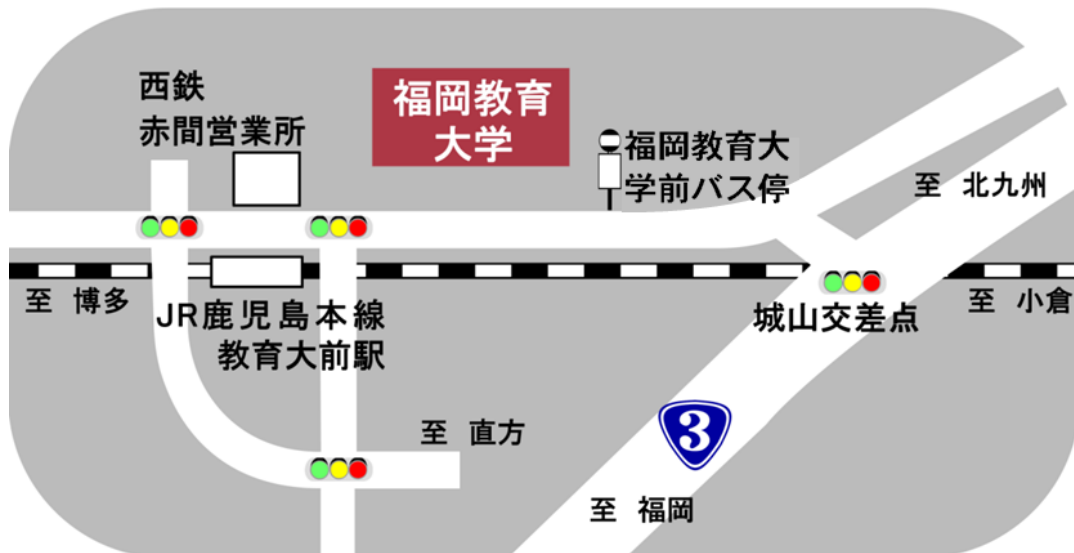 西鉄
赤間営業所
福岡教育
大学
福岡教育大
学前バス停
至 北九州
至 博多
JR鹿児島本線
教育大前駅
城山交差点
至 小倉
至 直方
3
至 福岡